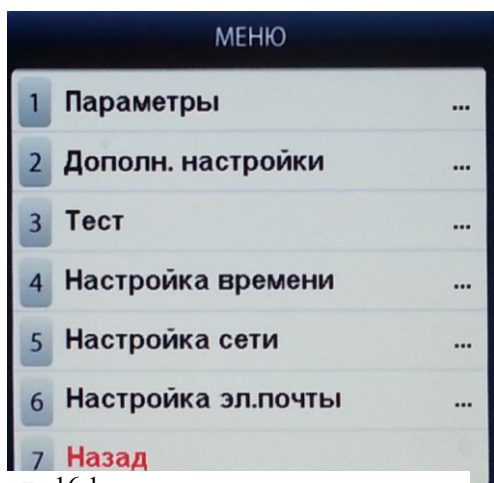 МЕНЮ
1 Параметры ...
2 Дополн. настройки ...
3 Тест ...
4 Настройка времени ...
5 Настройка сети ...
6 Настройка эл.почты ...
7 Назад